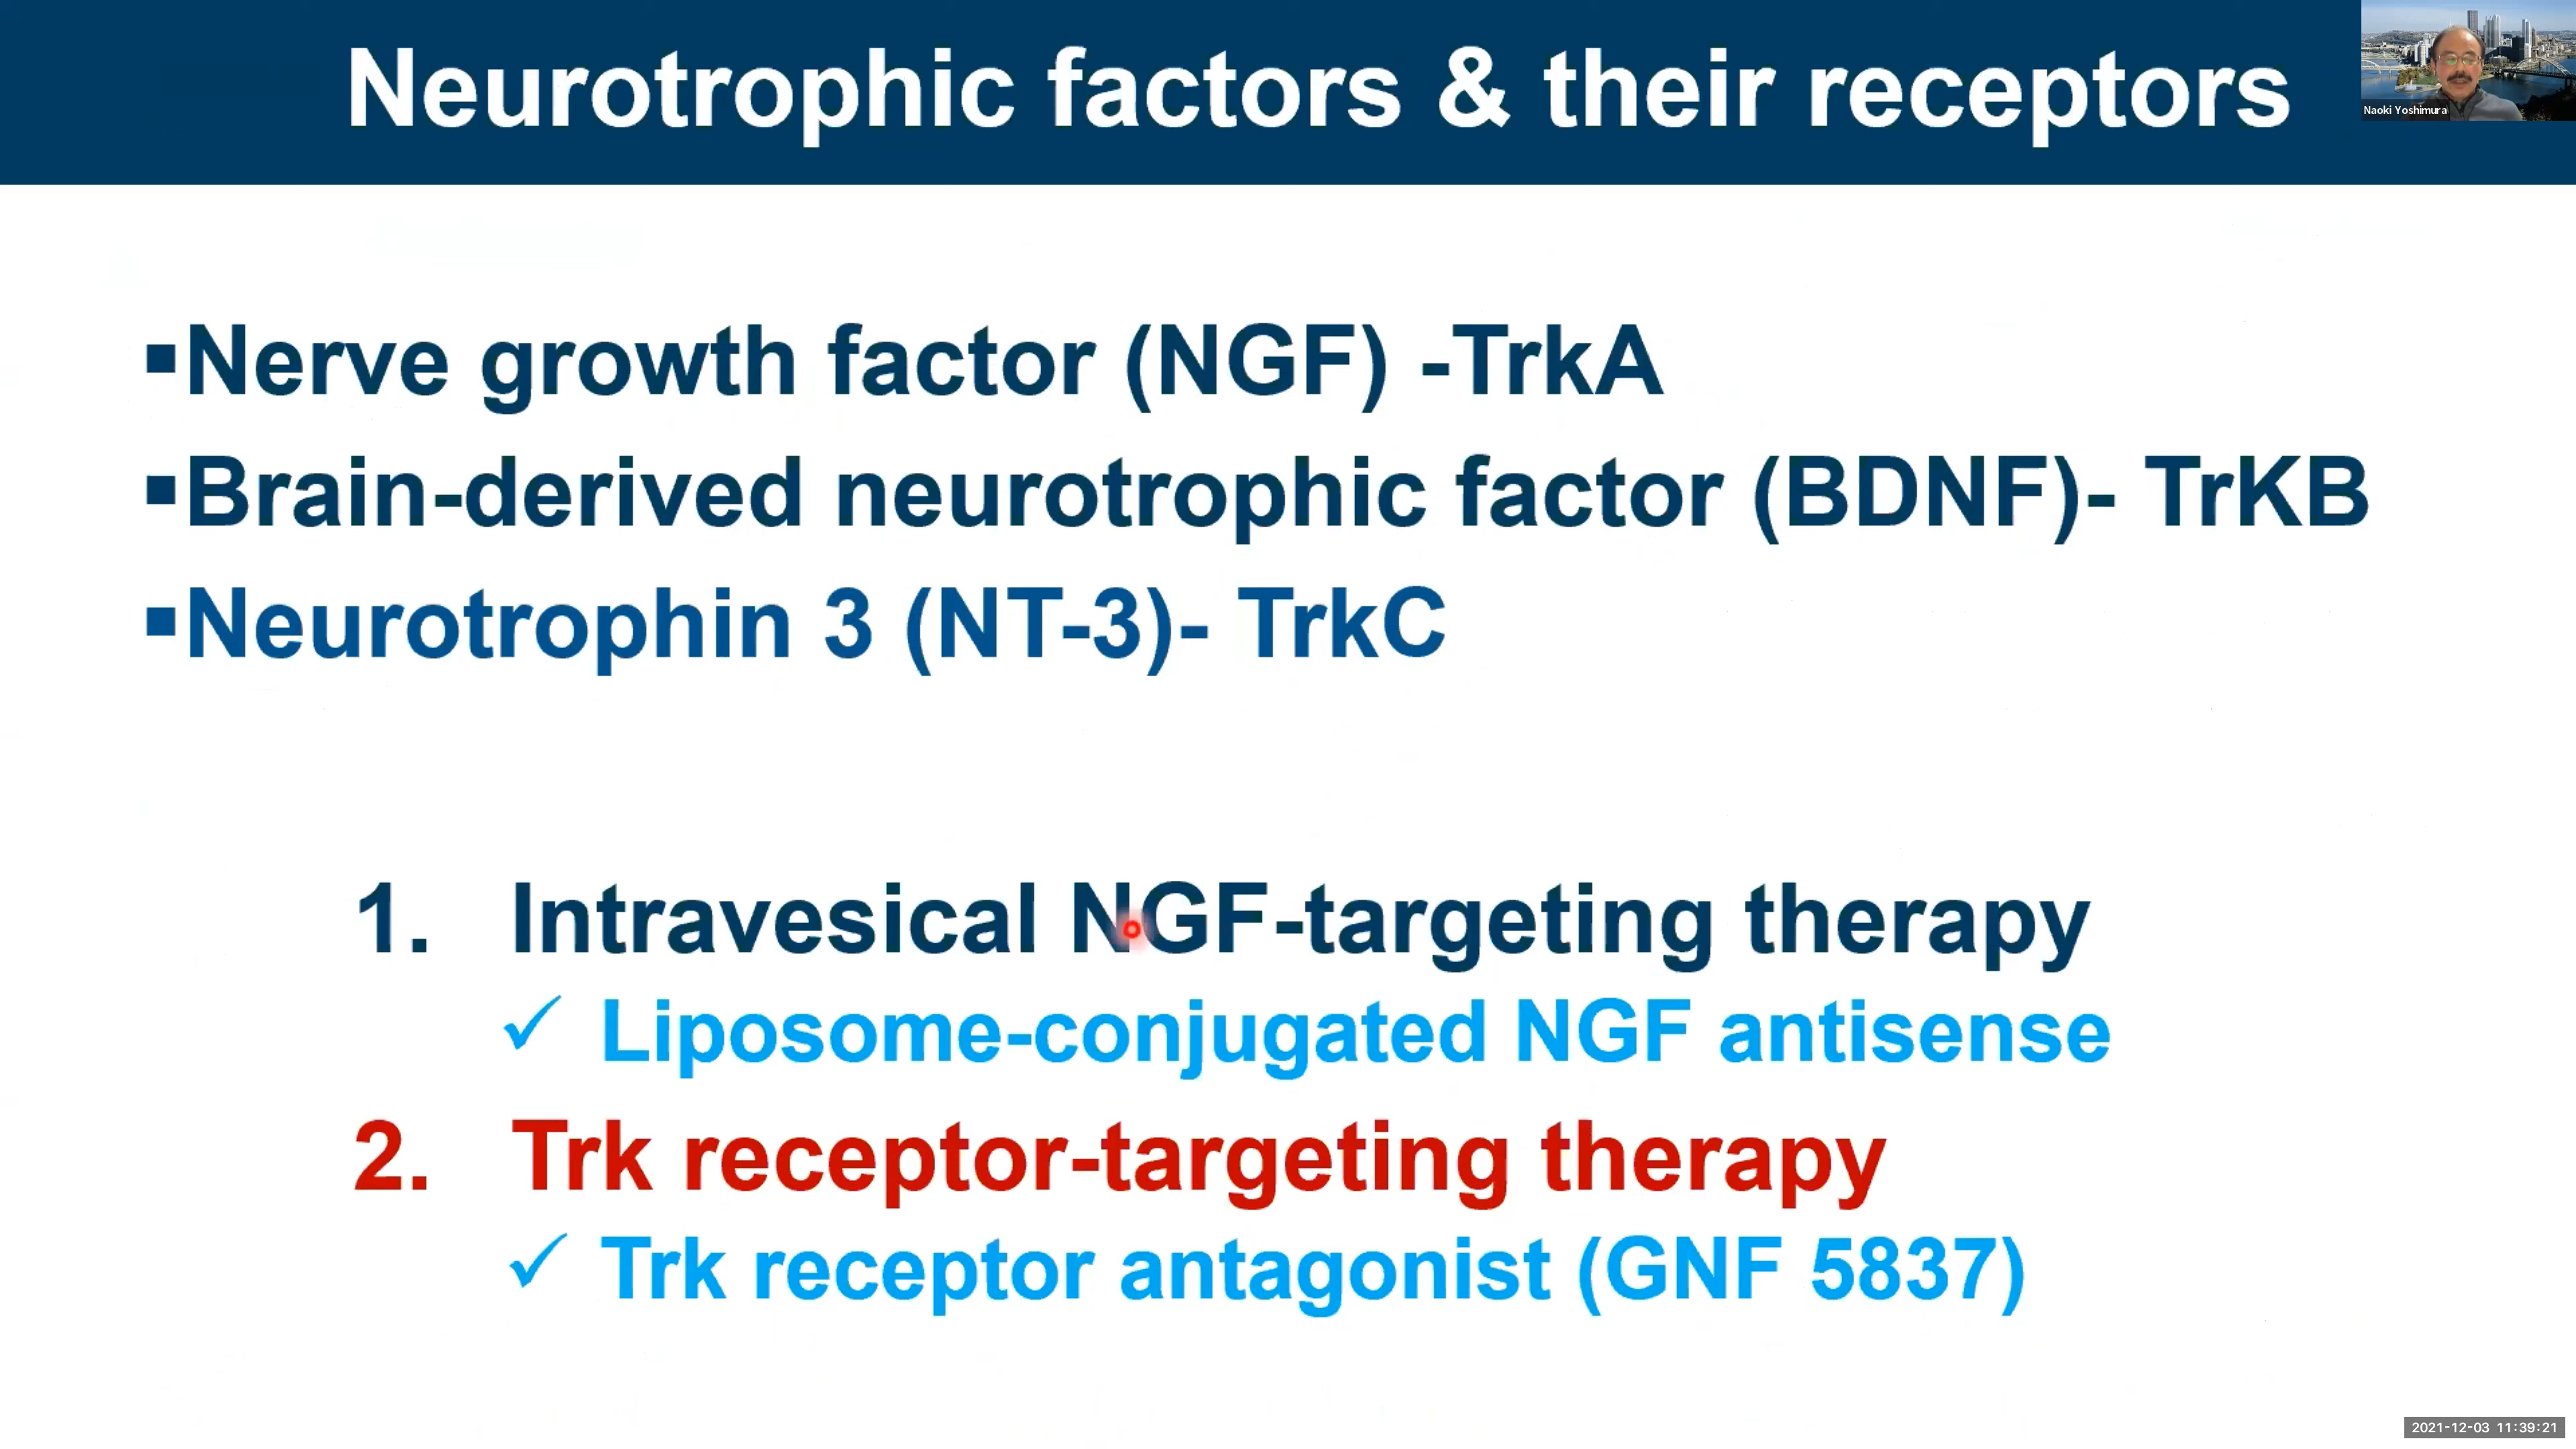 Neurotrophic factors & their receptors
Naoki Yoshimura
▪Nerve growth factor (NGF) -TrkA
▪Brain-derived neurotrophic factor (BDNF)- TrKB
▪Neurotrophin 3 (NT-3)- TrkC
1. Intravesical NGF-targeting therapy
✓ Liposome-conjugated NGF antisense
2. Trk receptor-targeting therapy
✓ Trk receptor antagonist (GNF 5837)
2021-12-03 11:39:21